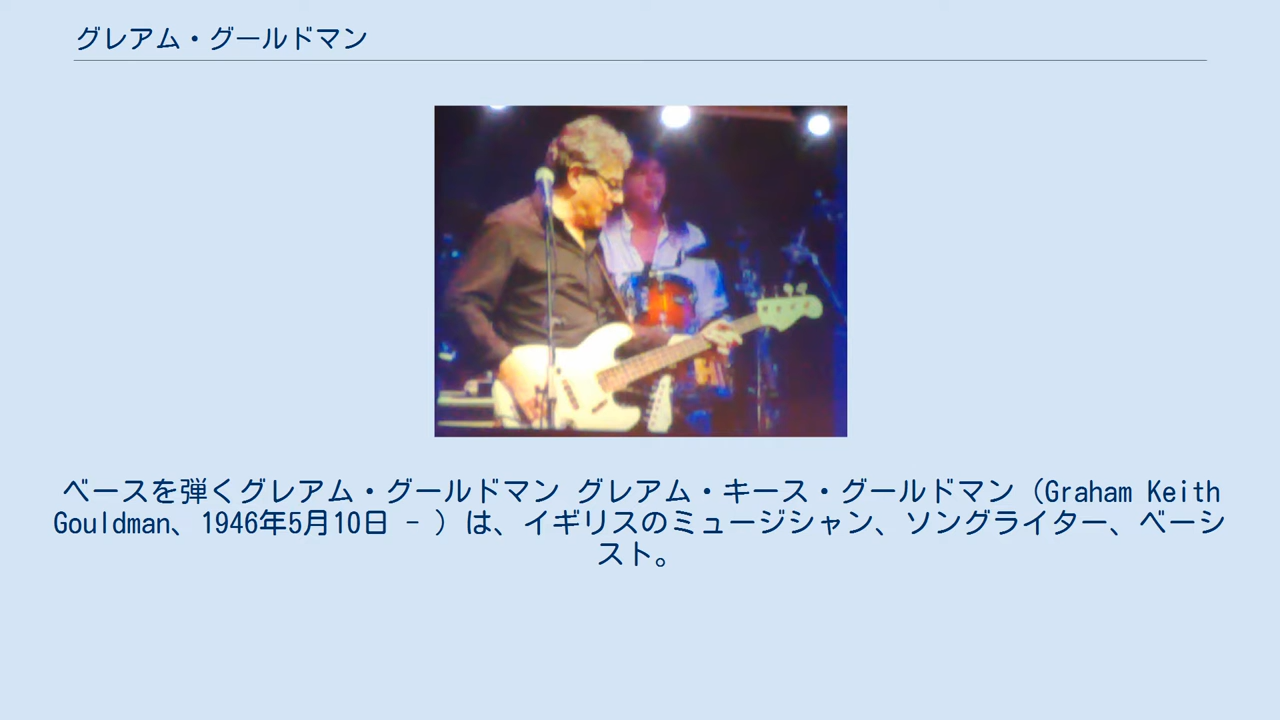 グレアム・グールドマン
ベースを弾くグレアム・グールドマン グレアム・キース・グールドマン（Graham Keith
Gouldman、1946年5月10日 - ）は、イギリスのミュージシャン、ソングライター、ベーシ
スト。